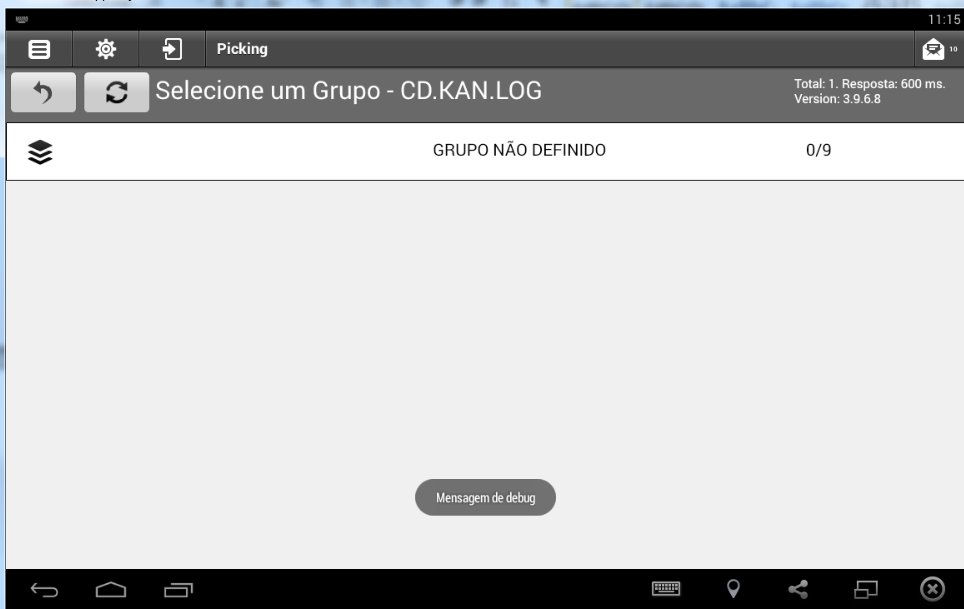 11:15
Picking
10
Selecione um Grupo - CD.KAN.LOG
Total: 1. Resposta: 600 ms.
Version: 3.9.6.8
GRUPO NÃO DEFINIDO 0/9
Mensagem de debug